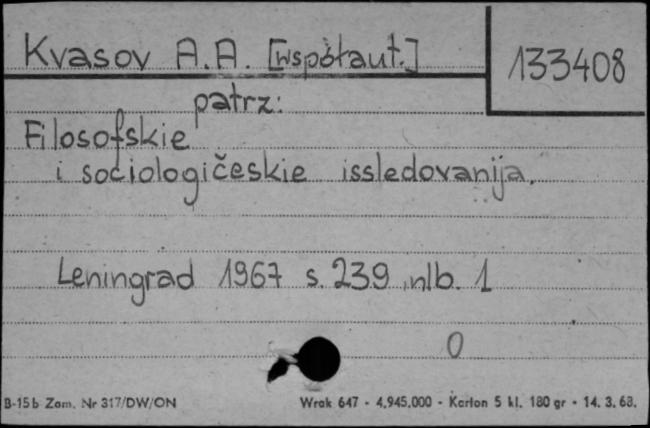 Kvasov A.A. [współaut.]
133408
patrz:
Filosofskie
i sociologičeskie issledovanija.
Leningrad 1967 s. 239, nlb. 1
0
B-15b Zam. Nr 317/DW/ON
Wrak 647 - 4.945.000 - Karton 5 kl. 180 gr - 14. 3. 68.